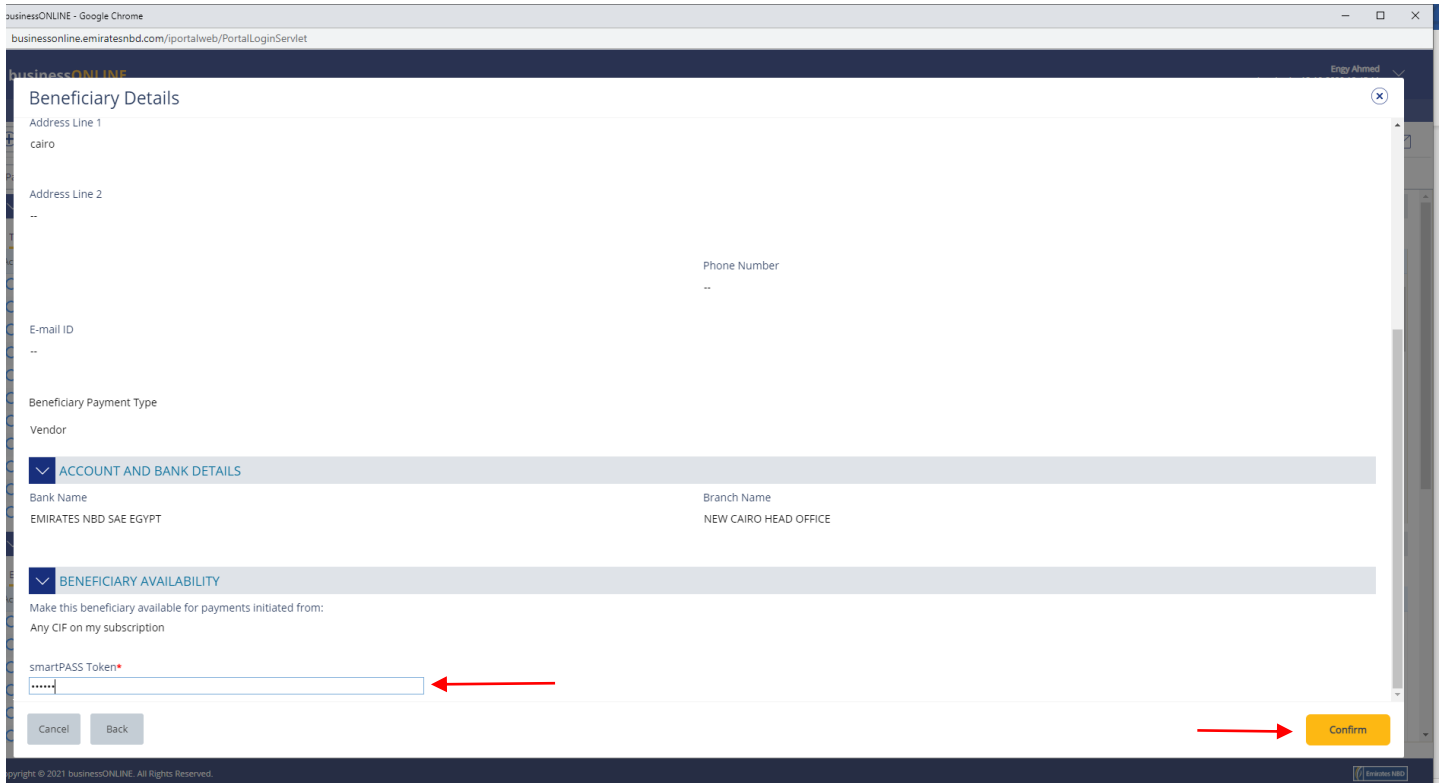 businessONLINE - Google Chrome
businessonline.emiratesnbd.com/iportalweb/PortalLoginServlet
businessONLINE
Engy Ahmed
Beneficiary Details
Address Line 1
cairo
Address Line 2
--
Phone Number
--
E-mail ID
--
Beneficiary Payment Type
Vendor
ACCOUNT AND BANK DETAILS
Bank Name Branch Name
EMIRATES NBD SAE EGYPT NEW CAIRO HEAD OFFICE
BENEFICIARY AVAILABILITY
Make this beneficiary available for payments initiated from:
Any CIF on my subscription
smartPASS Token*
••••••
Cancel Back Confirm
opyright © 2021 businessONLINE. All Rights Reserved. Emirates NBD